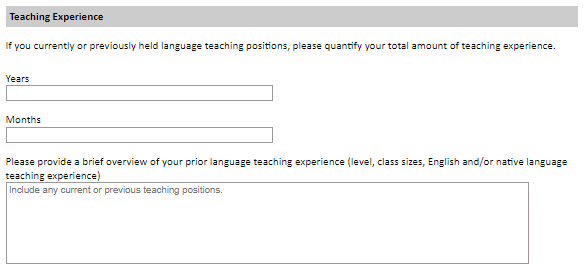 Teaching Experience
If you currently or previously held language teaching positions, please quantify your total amount of teaching experience.
Years
Months
Please provide a brief overview of your prior language teaching experience (level, class sizes, English and/or native language
teaching experience)
Include any current or previous teaching positions.